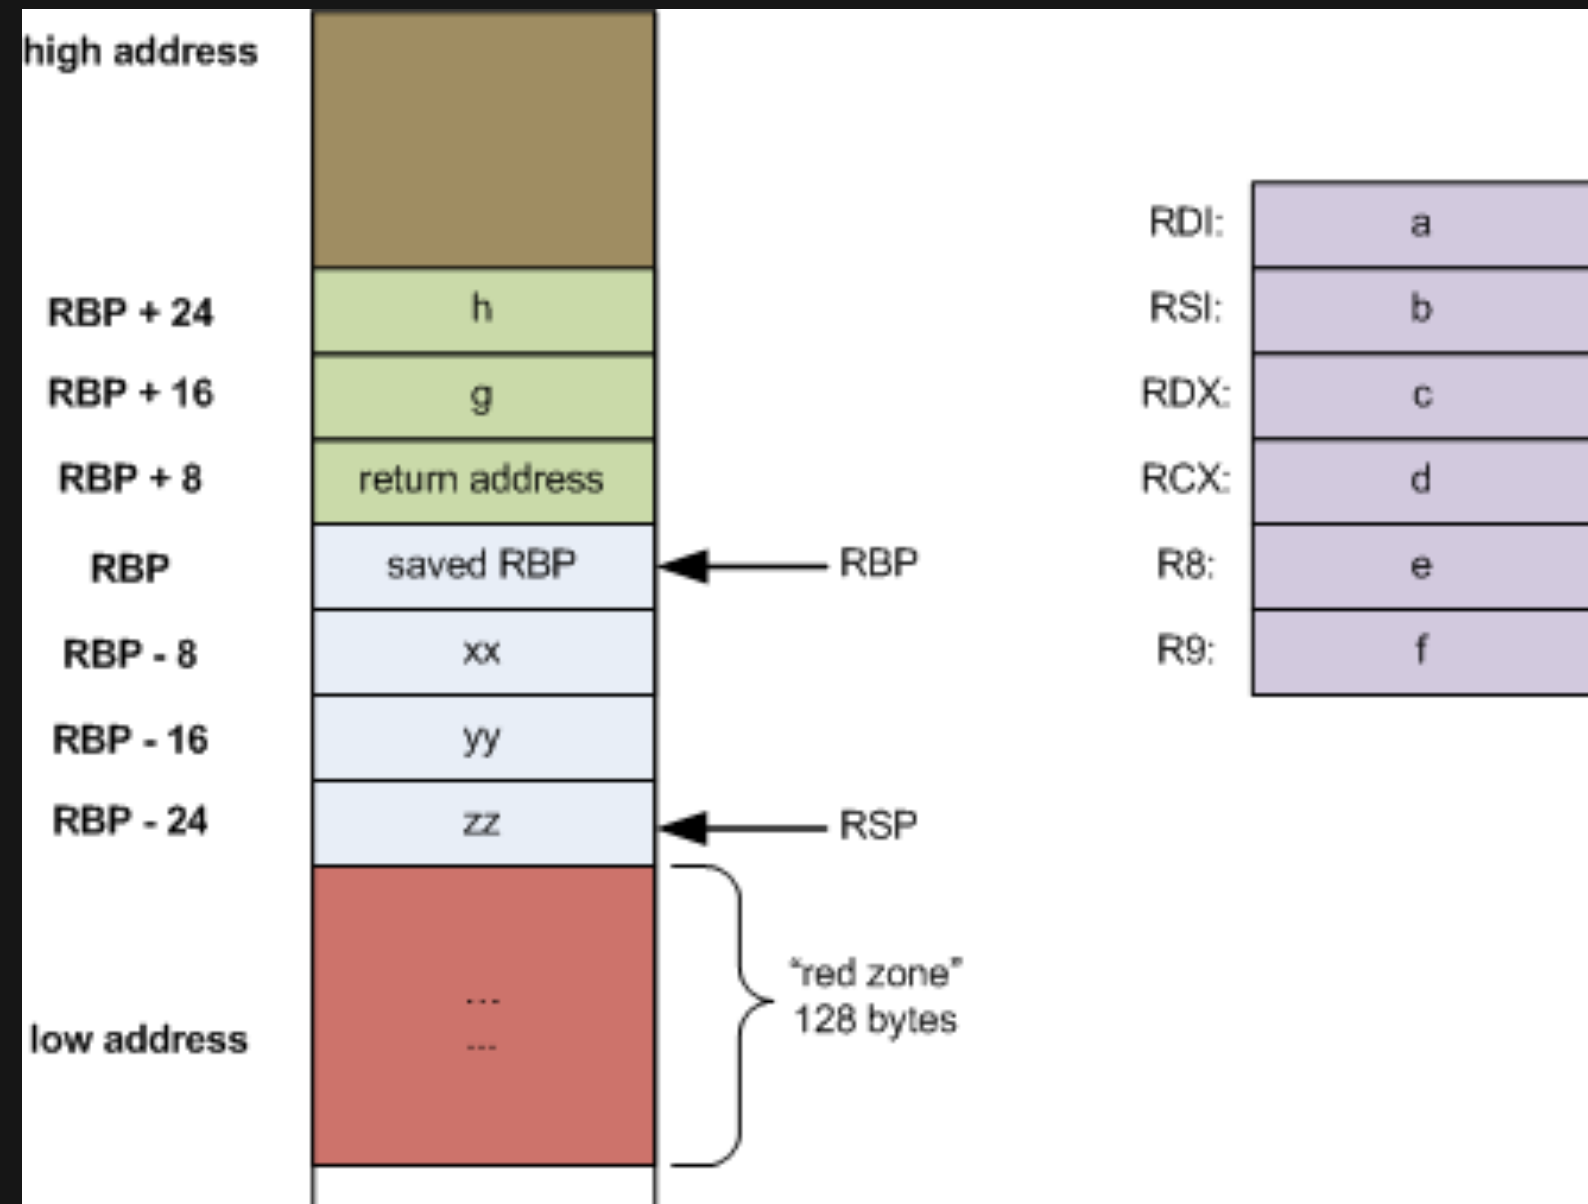 high address
RBP + 24 h
RBP + 16 g
RBP + 8 return address
RBP saved RBP RBP
RBP - 8 xx
RBP - 16 yy
RBP - 24 zz RSP
...
...
"red zone"
128 bytes
low address
RDI: a
RSI: b
RDX: c
RCX: d
R8: e
R9: f